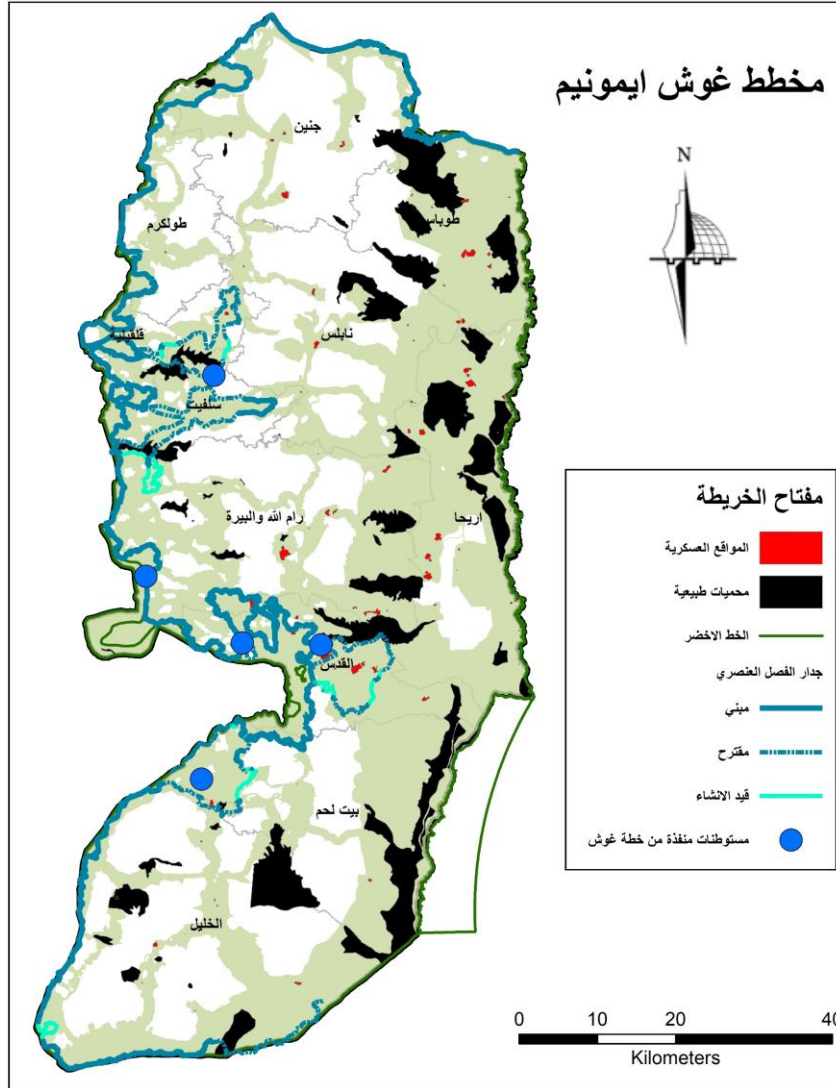 مخطط غوش ايمونيم
N
جنين
طوباس
طولكرم
نابلس
قلقيلية
سلفيت
رام الله والبيرة
اريحا
القدس
بيت لحم
الخليل
مفتاح الخريطة
المواقع العسكرية
محميات طبيعية
الخط الاخضر
جدار الفصل العنصري
مبني
مقترح
قيد الانشاء
مستوطنات منفذة من خطة غوش
0 10 20 40
Kilometers